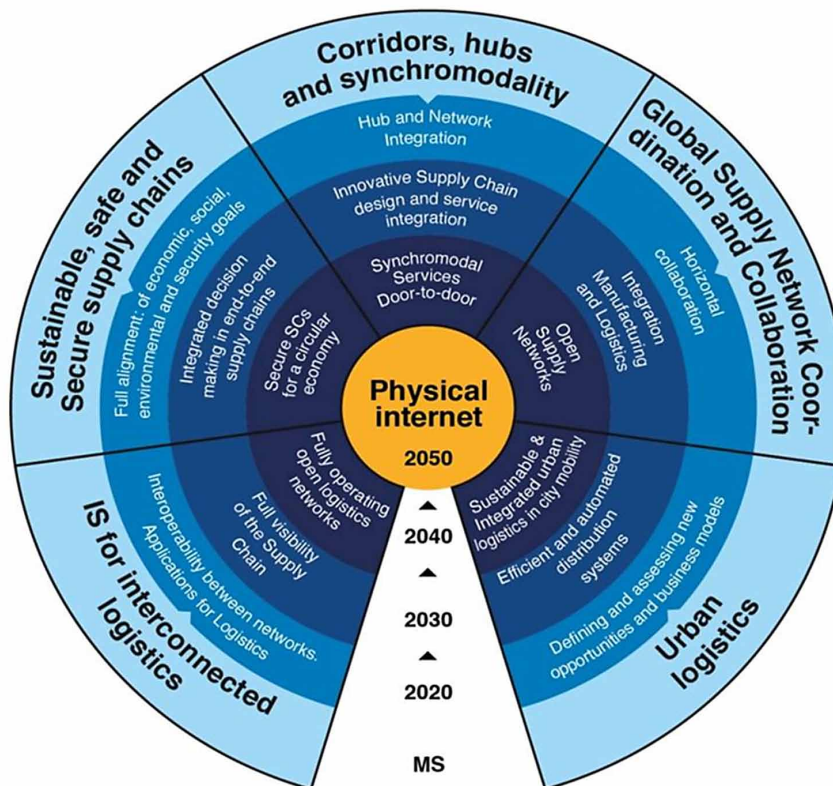 Corridors, hubs
and synchromodality
Hub and Network
Integration
Innovative Supply Chain
design and service
integration
Synchromodal
Services
Door-to-door
Global Supply Network Coor-
dination and Collaboration
Horizontal
collaboration
Integration
Manufacturing
and Logistics
Open
Supply
Networks
Urban
logistics
Defining and assessing new
opportunities and business models
Efficient and automated
distribution
systems
Sustainable &
Integrated urban
logistics in city mobility
IS for interconnected
logistics
Interoperability between networks.
Applications for Logistics
Full visibility
of the Supply
Chain
Fully operating
open logistics
networks
Sustainable, safe and
Secure supply chains
Full alignment: of economic, social,
environmental and security goals
Integrated decision
making in end-to-end
supply chains
Secure SCs
for a circular
economy
Physical
internet
2050
2040
2030
2020
MS